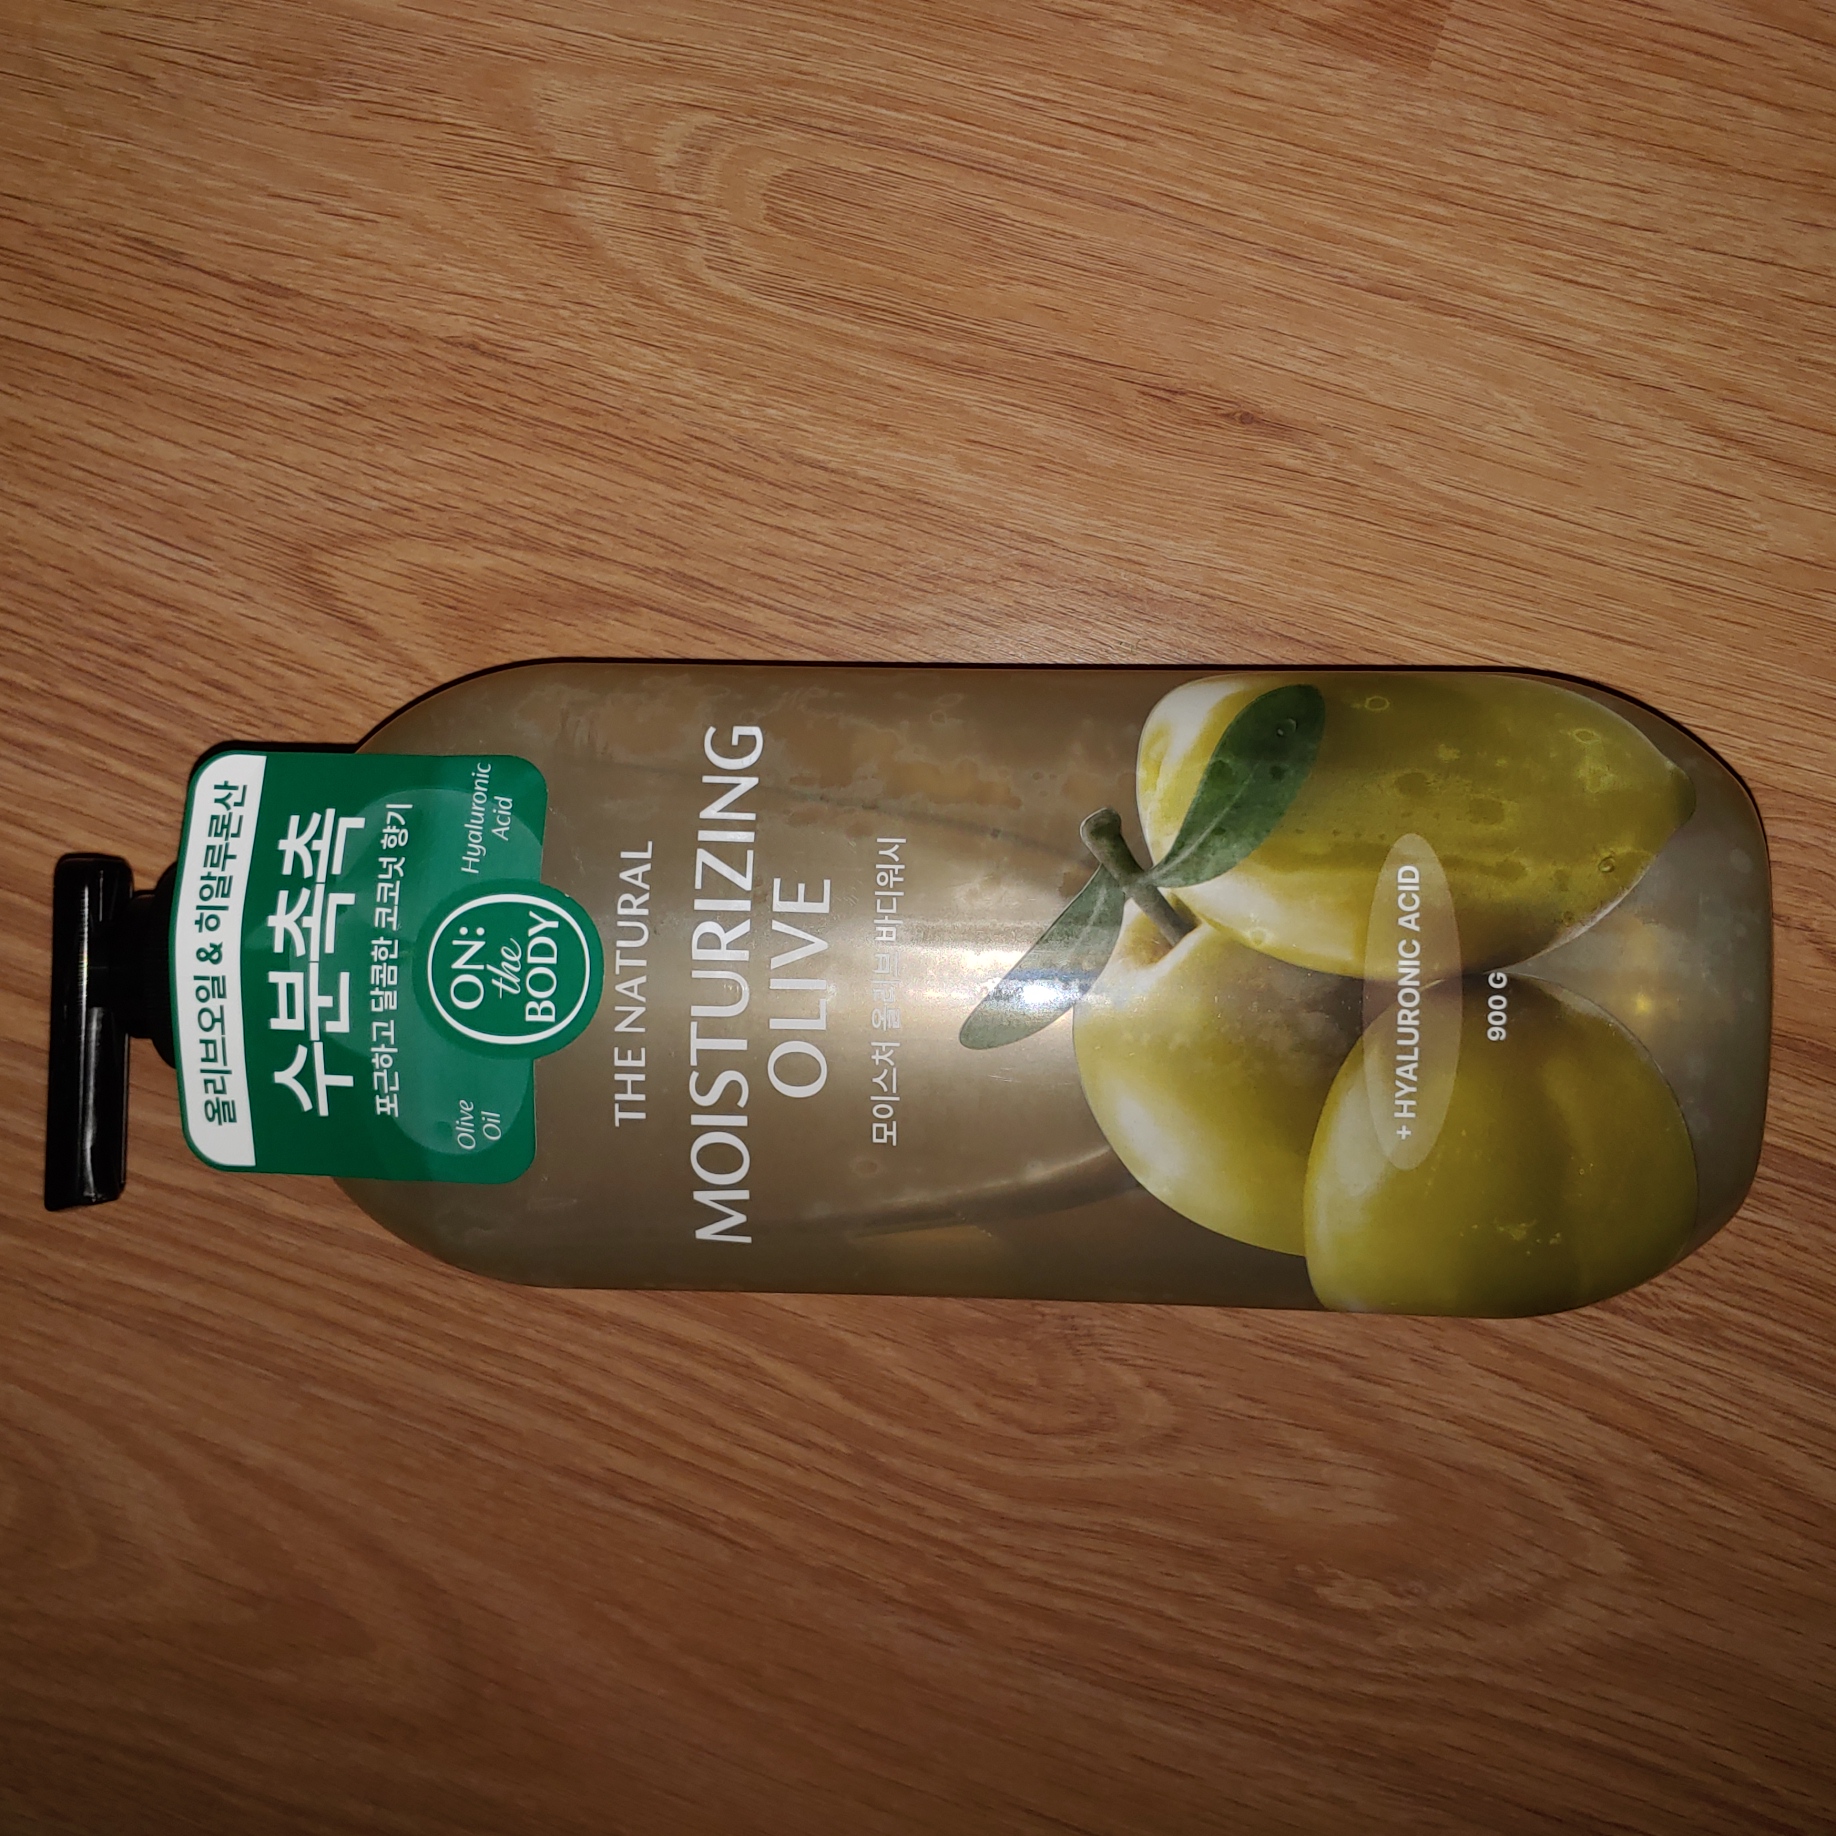 올리브오일 & 히알루론산
수분촉촉
포근하고 달콤한 코코넛 향기
Olive
Oil
Hyaluronic
Acid
ON:
the
BODY
THE NATURAL
MOISTURIZING
OLIVE
모이스처 올리브 바디워시
+ HYALURONIC ACID
900 G